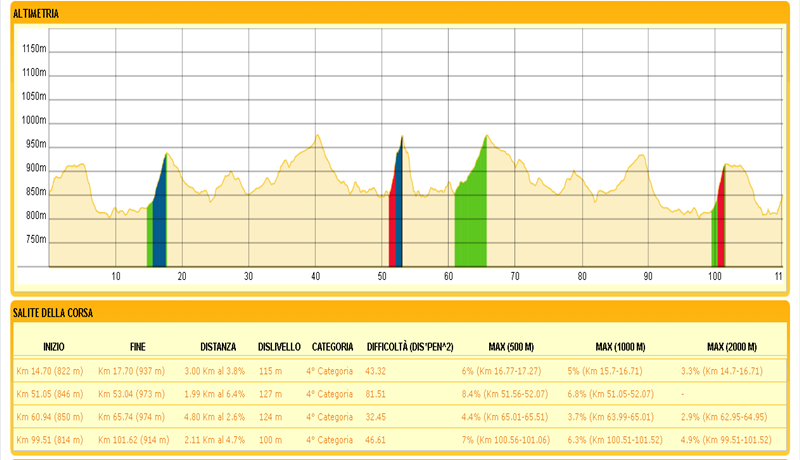 ALTIMETRIA
1150m
1100m
1050m
1000m
950m
900m
850m
800m
750m
10 20 30 40 50 60 70 80 90 100 11
SALITE DELLA CORSA
INIZIO FINE DISTANZA DISLIVELLO CATEGORIA DIFFICOLTÀ (DIS*PEN^2) MAX (500 M) MAX (1000 M) MAX (2000 M)
Km 14.70 (822 m) Km 17.70 (937 m) 3.00 Km al 3.8% 115 m 4° Categoria 43.32 6% (Km 16.77-17.27) 5% (Km 15.7-16.71) 3.3% (Km 14.7-16.71)
Km 51.05 (846 m) Km 53.04 (973 m) 1.99 Km al 6.4% 127 m 4° Categoria 81.51 8.4% (Km 51.56-52.07) 6.8% (Km 51.05-52.07) -
Km 60.94 (850 m) Km 65.74 (974 m) 4.80 Km al 2.6% 124 m 4° Categoria 32.45 4.4% (Km 65.01-65.51) 3.7% (Km 63.99-65.01) 2.9% (Km 62.95-64.95)
Km 99.51 (814 m) Km 101.62 (914 m) 2.11 Km al 4.7% 100 m 4° Categoria 46.61 7% (Km 100.56-101.06) 6.3% (Km 100.51-101.52) 4.9% (Km 99.51-101.52)